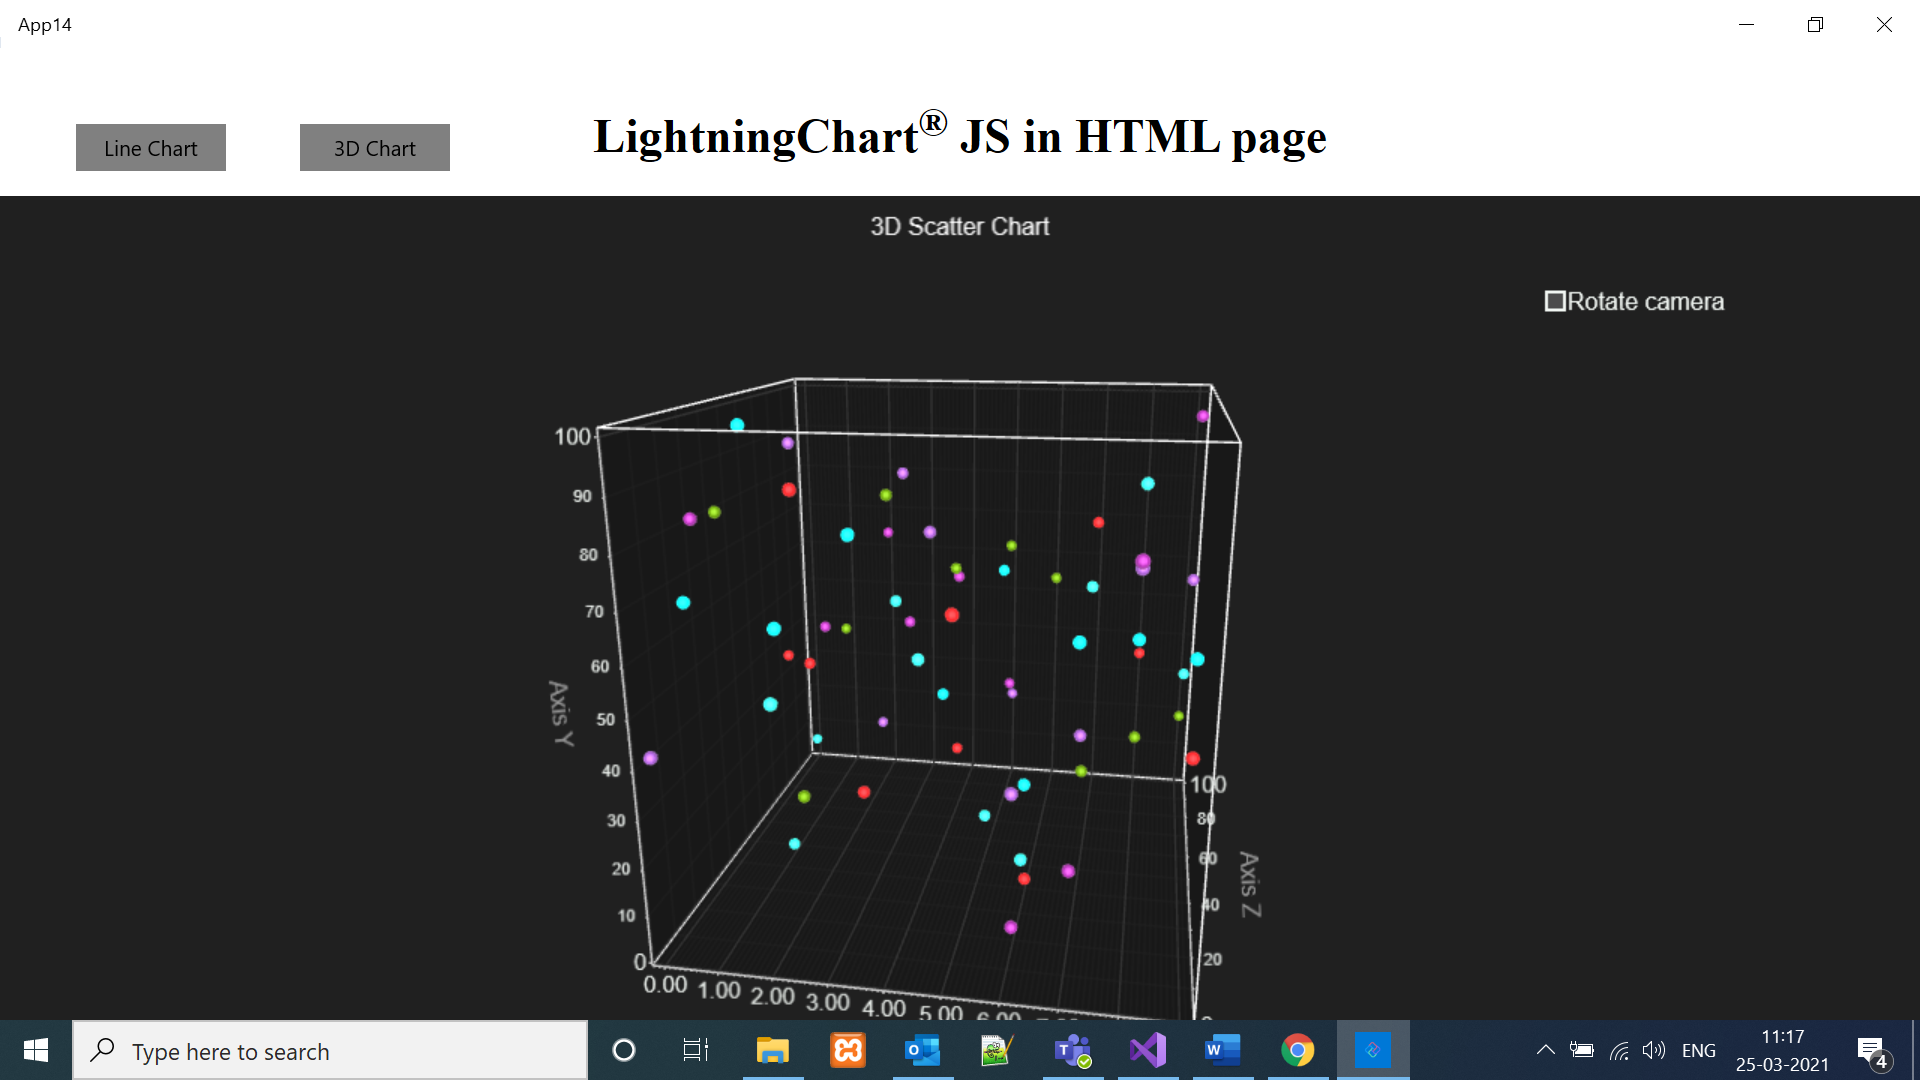 App14
Line Chart
3D Chart
LightningChart® JS in HTML page
3D Scatter Chart
Rotate camera
100
90
80
70
60
50
40
30
20
10
0
Axis Y
100
80
60
40
20
Axis Z
0.00 1.00 2.00 3.00 4.00 5.00 6.00
Type here to search
ENG
11:17
25-03-2021
4